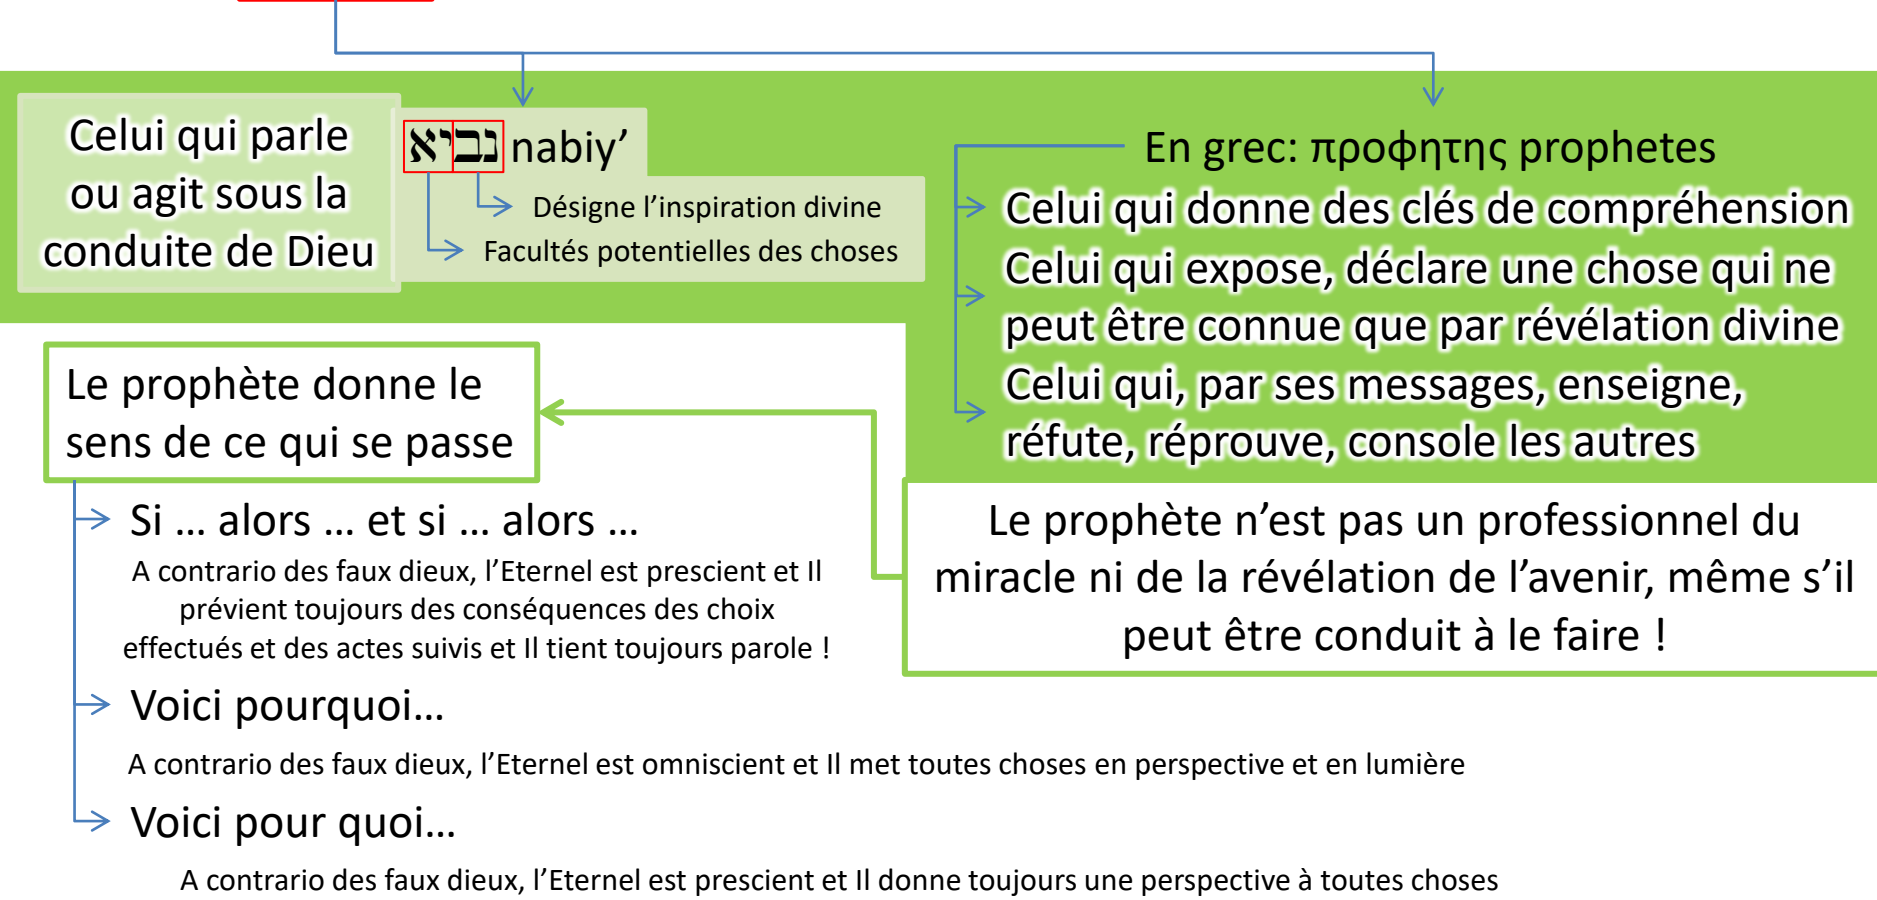 Celui qui parle
ou agit sous la
conduite de Dieu
נביא nabiy’
Désigne l’inspiration divine
Facultés potentielles des choses
En grec: προφητης prophetes
Celui qui donne des clés de compréhension
Celui qui expose, déclare une chose qui ne
peut être connue que par révélation divine
Celui qui, par ses messages, enseigne,
réfute, réprouve, console les autres
Le prophète donne le
sens de ce qui se passe
Le prophète n’est pas un professionnel du
miracle ni de la révélation de l’avenir, même s’il
peut être conduit à le faire !
Si … alors … et si … alors …
A contrario des faux dieux, l’Eternel est prescient et Il
prévient toujours des conséquences des choix
effectués et des actes suivis et Il tient toujours parole !
Voici pourquoi…
A contrario des faux dieux, l’Eternel est omniscient et Il met toutes choses en perspective et en lumière
Voici pour quoi…
A contrario des faux dieux, l’Eternel est prescient et Il donne toujours une perspective à toutes choses